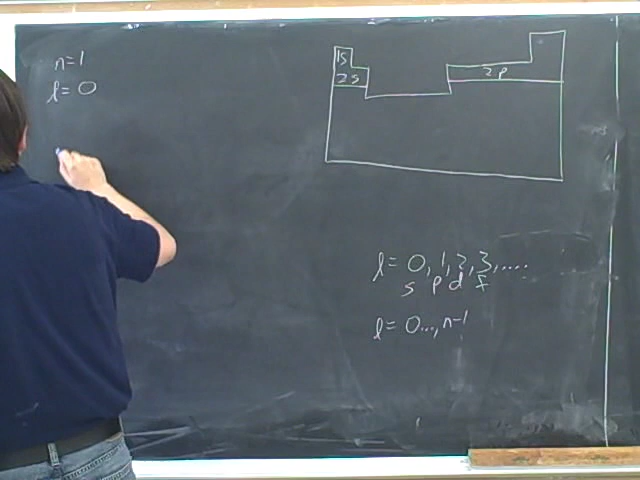 n=1
l=0
1s
2s
2p
l=0,1,2,3,....
s p d f
l=0...,n-1